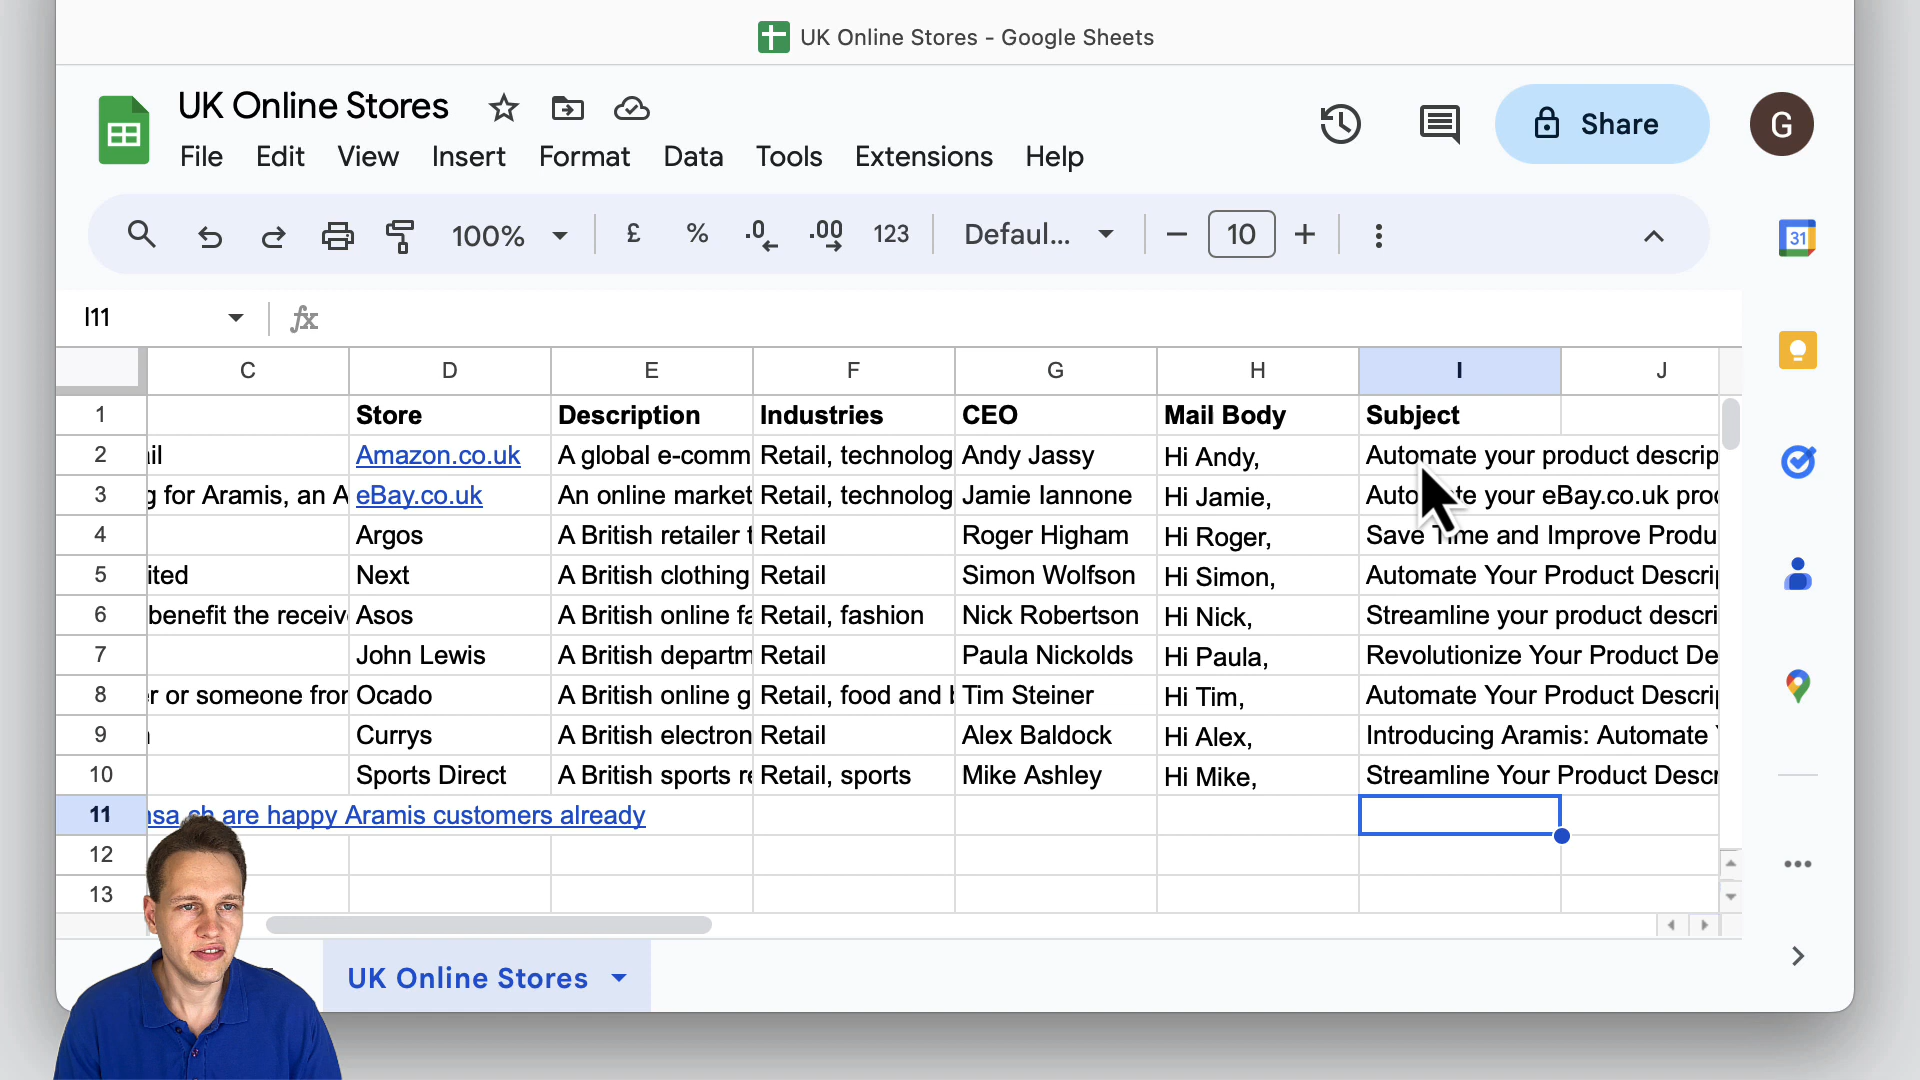 UK Online Stores - Google Sheets
UK Online Stores
Share
G
File Edit View Insert Format Data Tools Extensions Help
100% £ % .0 .00 123 Defaul... 10
31
I11 fx
C D E F G H I J
1 Store Description Industries CEO Mail Body Subject
2 Amazon.co.uk A global e-comm Retail, technolog Andy Jassy Hi Andy, Automate your product descrip
3 for Aramis, an A eBay.co.uk An online market Retail, technolog Jamie Iannone Hi Jamie, your eBay.co.uk
4 Argos A British retailer Retail Roger Higham Hi Roger, Save Time and Improve Produ
5 ited Next A British clothing Retail Simon Wolfson Hi Simon, Automate Your Product Descri
6 benefit the receiv Asos A British online fa Retail, fashion Nick Robertson Hi Nick, Streamline your product descri
7 John Lewis A British departm Retail Paula Nickolds Hi Paula, Revolutionize Your Product De
8 or someone fror Ocado A British online g Retail, food and Tim Steiner Hi Tim, Automate Your Product Descri
9 Currys A British electron Retail Alex Baldock Hi Alex, Introducing Aramis: Automate
10 Sports Direct A British sports re Retail, sports Mike Ashley Hi Mike, Streamline Your Product Desc
11 are happy Aramis customers already
12
13
UK Online Stores